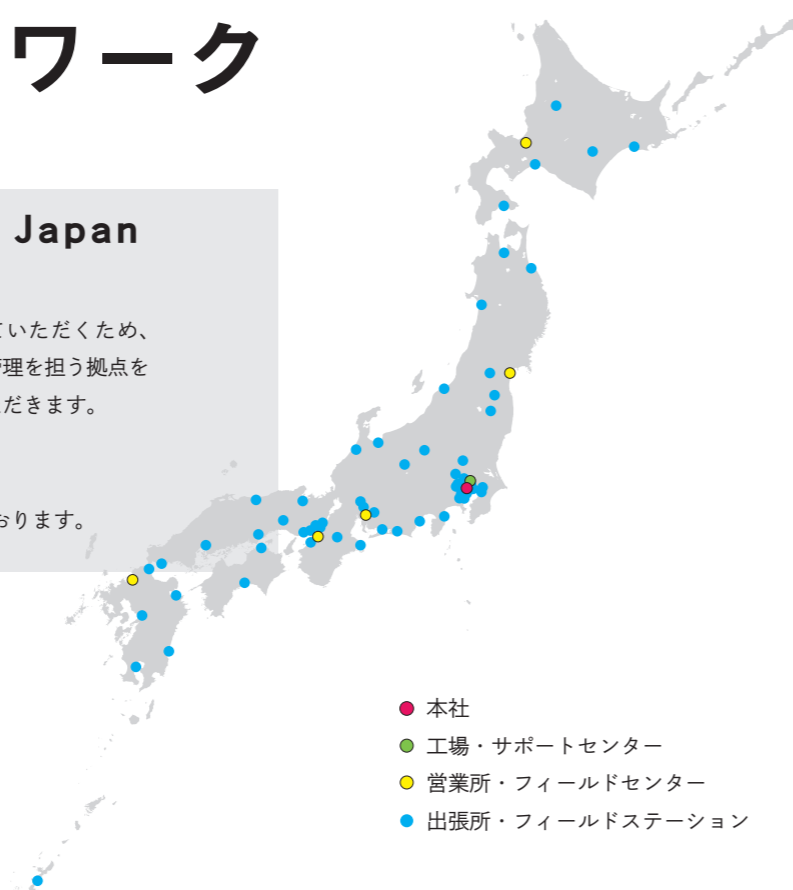 ワーク
Japan
ていただくため、
管理を担う拠点を
ただきます。
おります。
本社
工場・サポートセンター
営業所・フィールドセンター
出張所・フィールドステーション